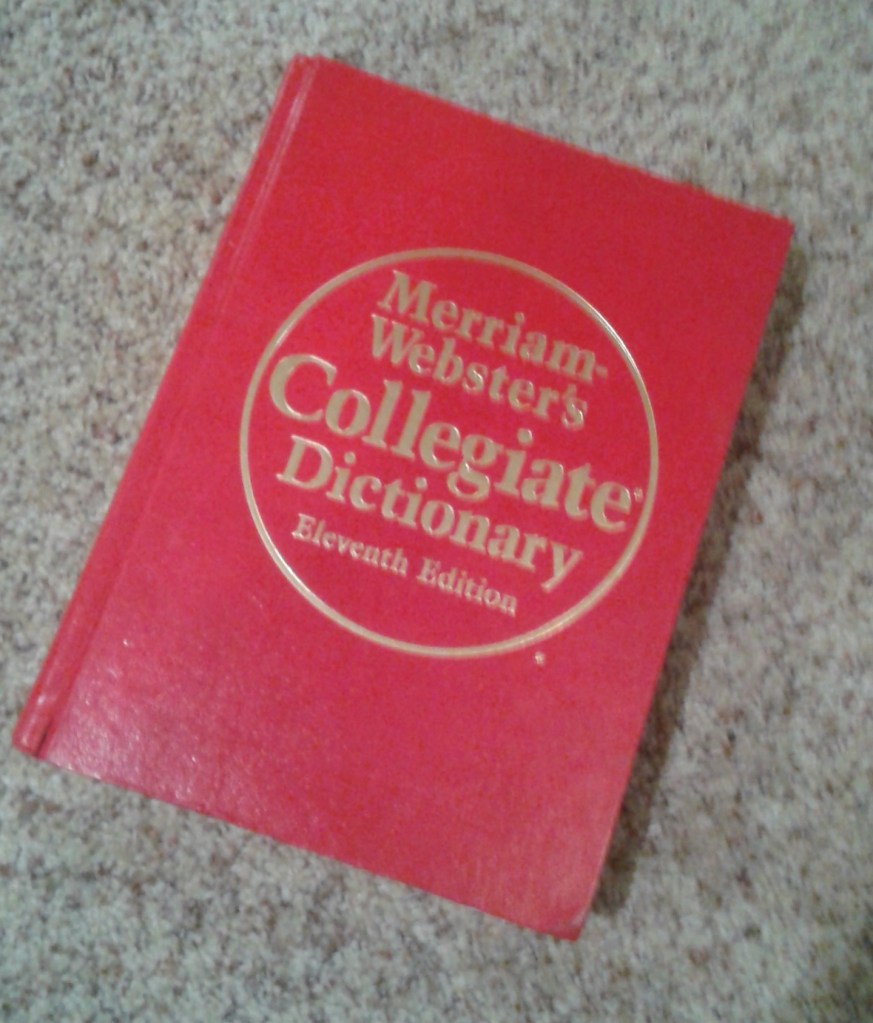 Merriam-
Webster's
Collegiate®
Dictionary
Eleventh Edition
®